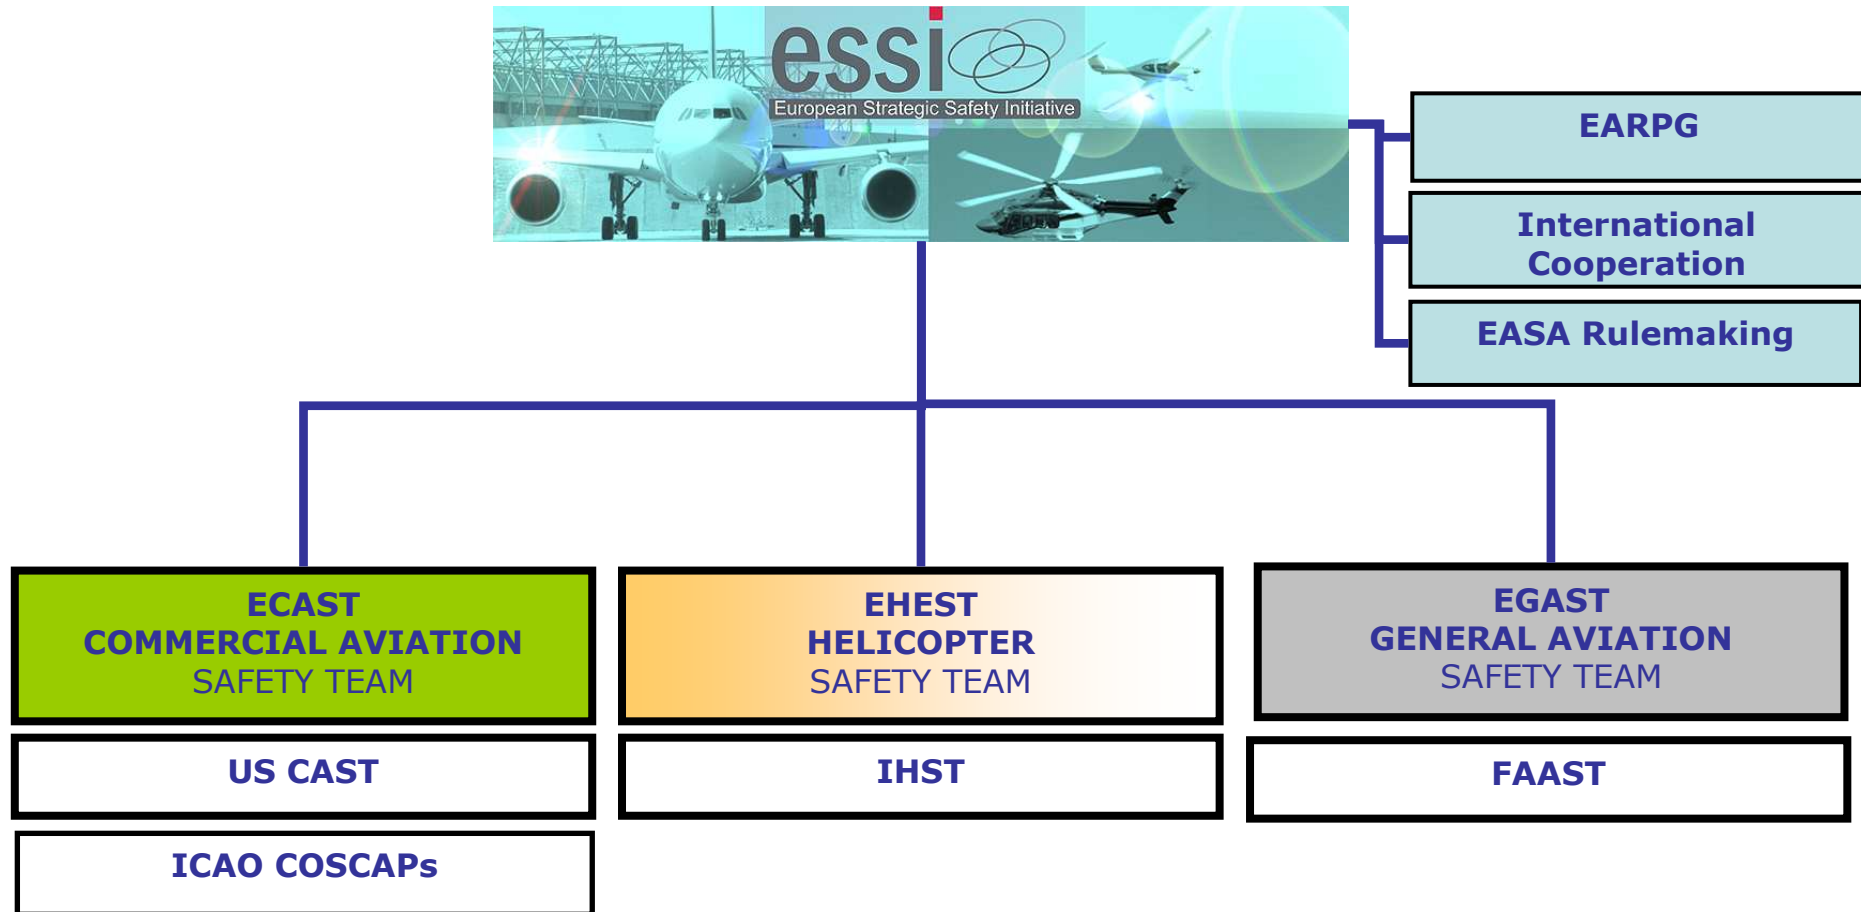 essi
European Strategic Safety Initiative
EARPG
International
Cooperation
EASA Rulemaking
ECAST
COMMERCIAL AVIATION
SAFETY TEAM
EHEST
HELICOPTER
SAFETY TEAM
EGAST
GENERAL AVIATION
SAFETY TEAM
US CAST
IHST
FAAST
ICAO COSCAPs